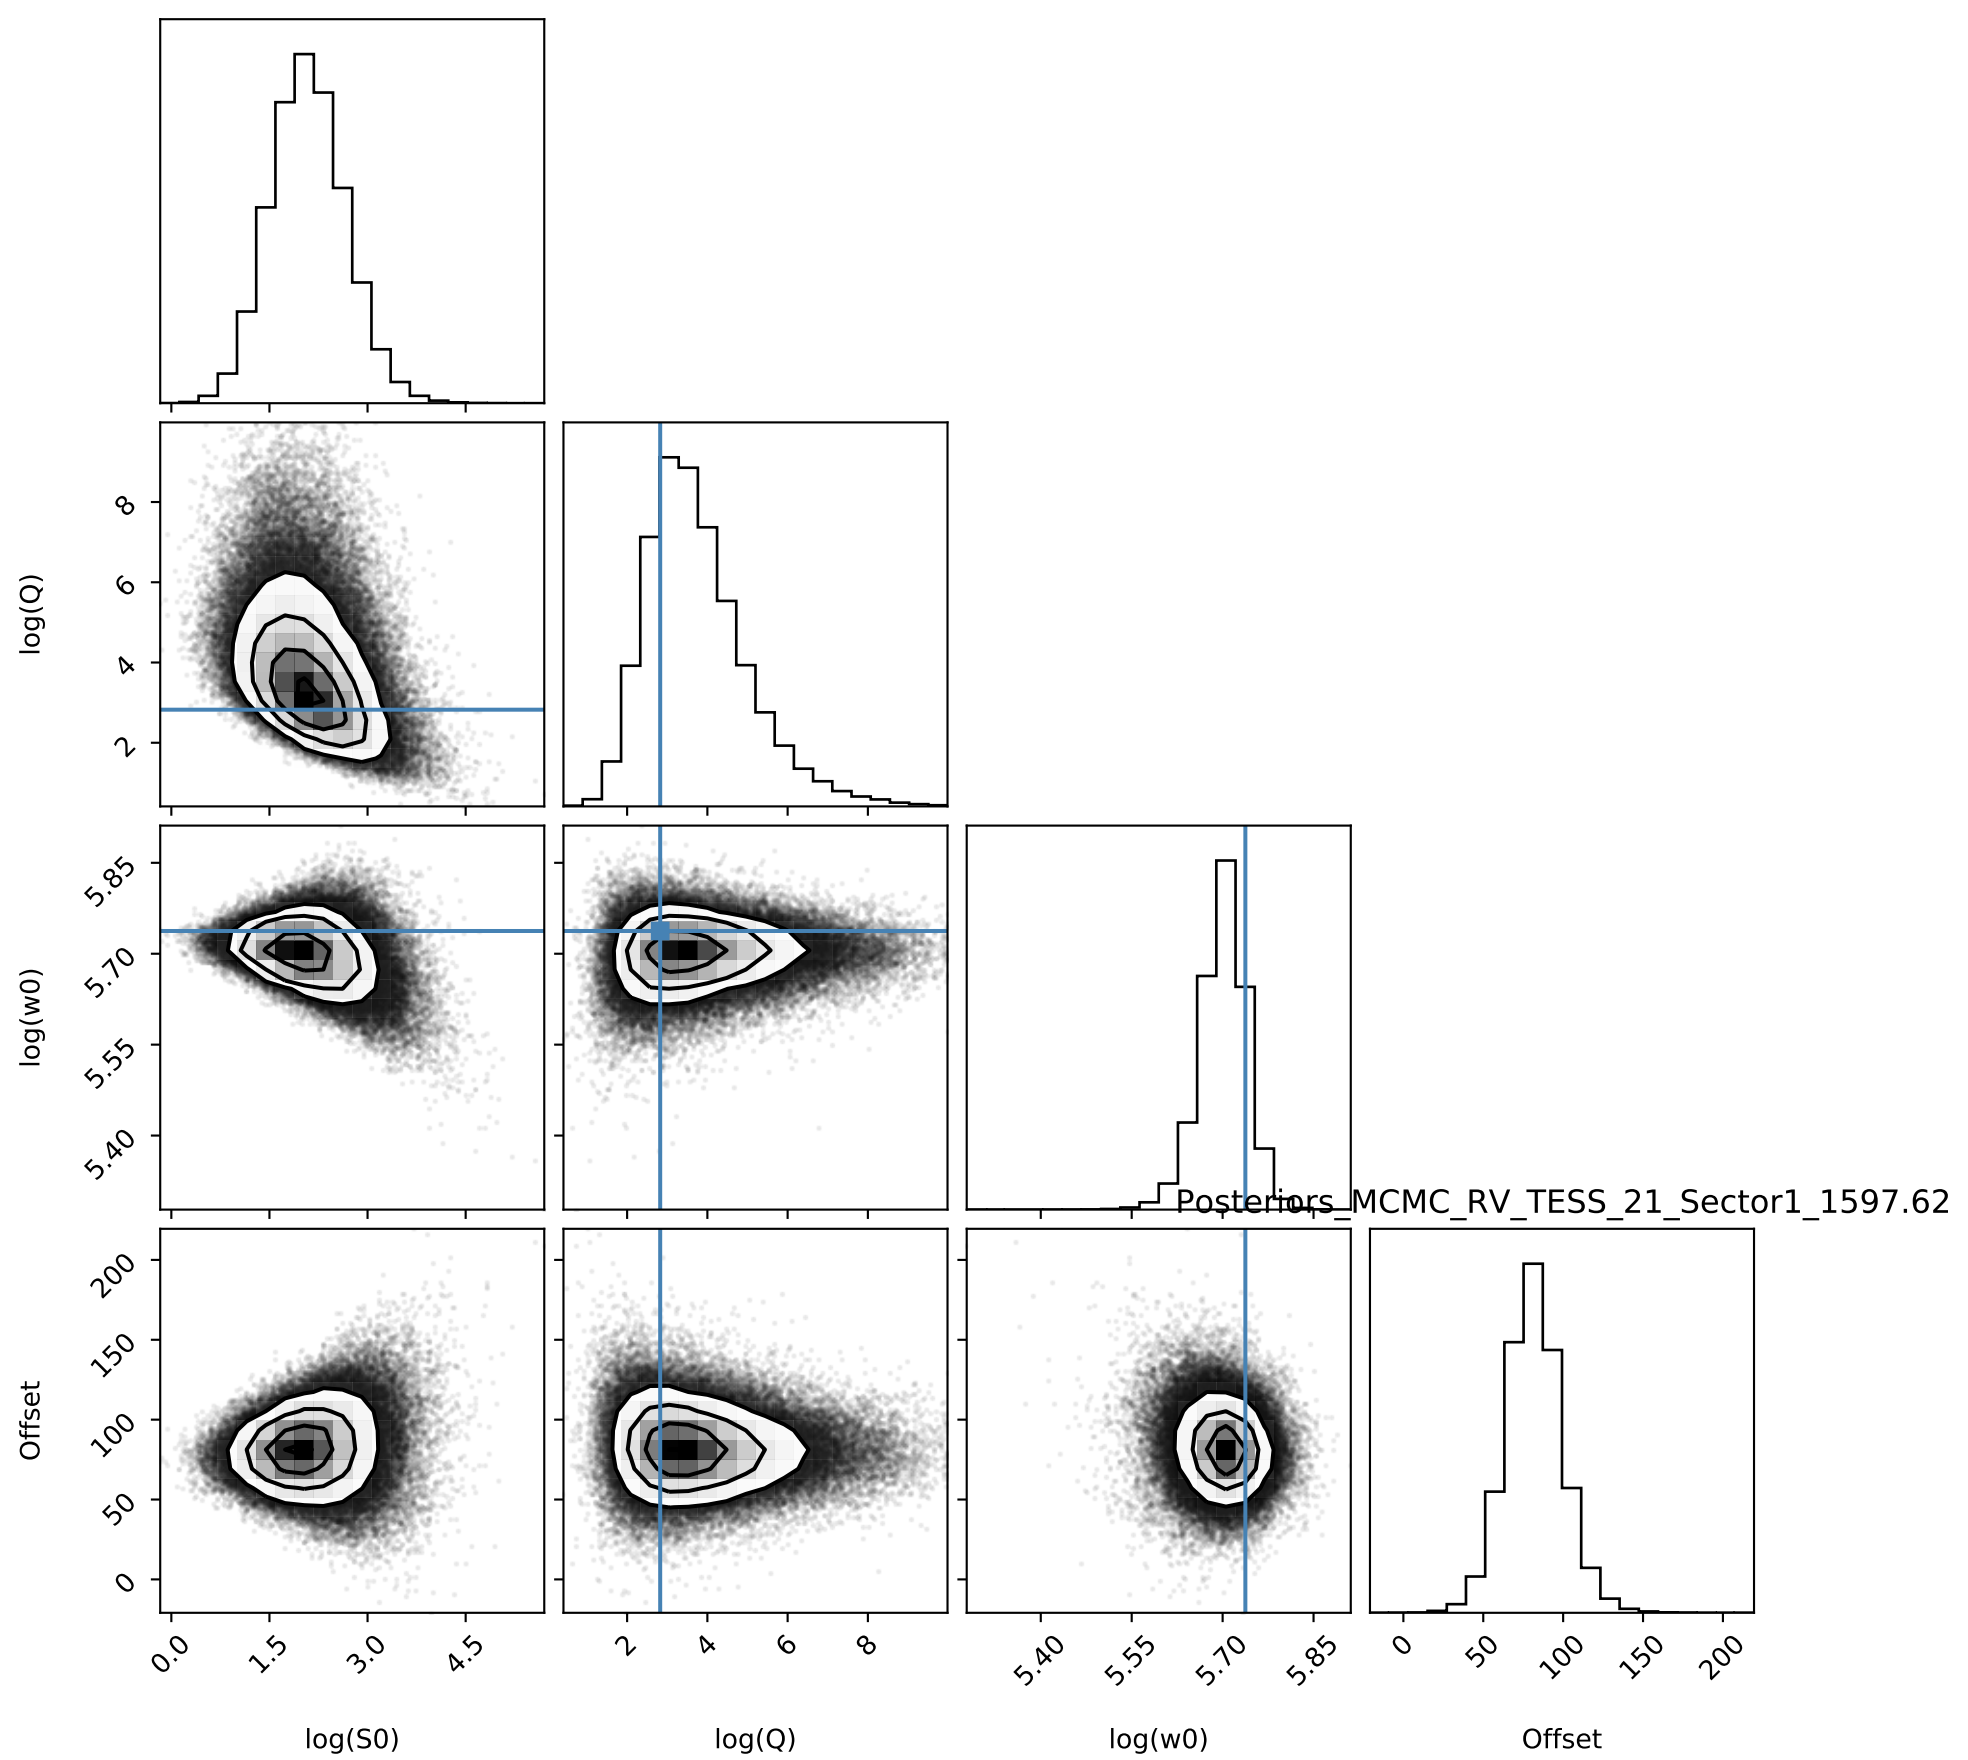 log(Q)
8
6
4
2
log(w0)
5.85
5.70
5.55
5.40
Posteriors_MCMC_RV_TESS_21_Sector1_1597.62
Offset
200
150
100
50
0
0.0 1.5 3.0 4.5 2 4 6 8 5.40 5.55 5.70 5.85 0 50 100 150 200
log(S0) log(Q) log(w0) Offset